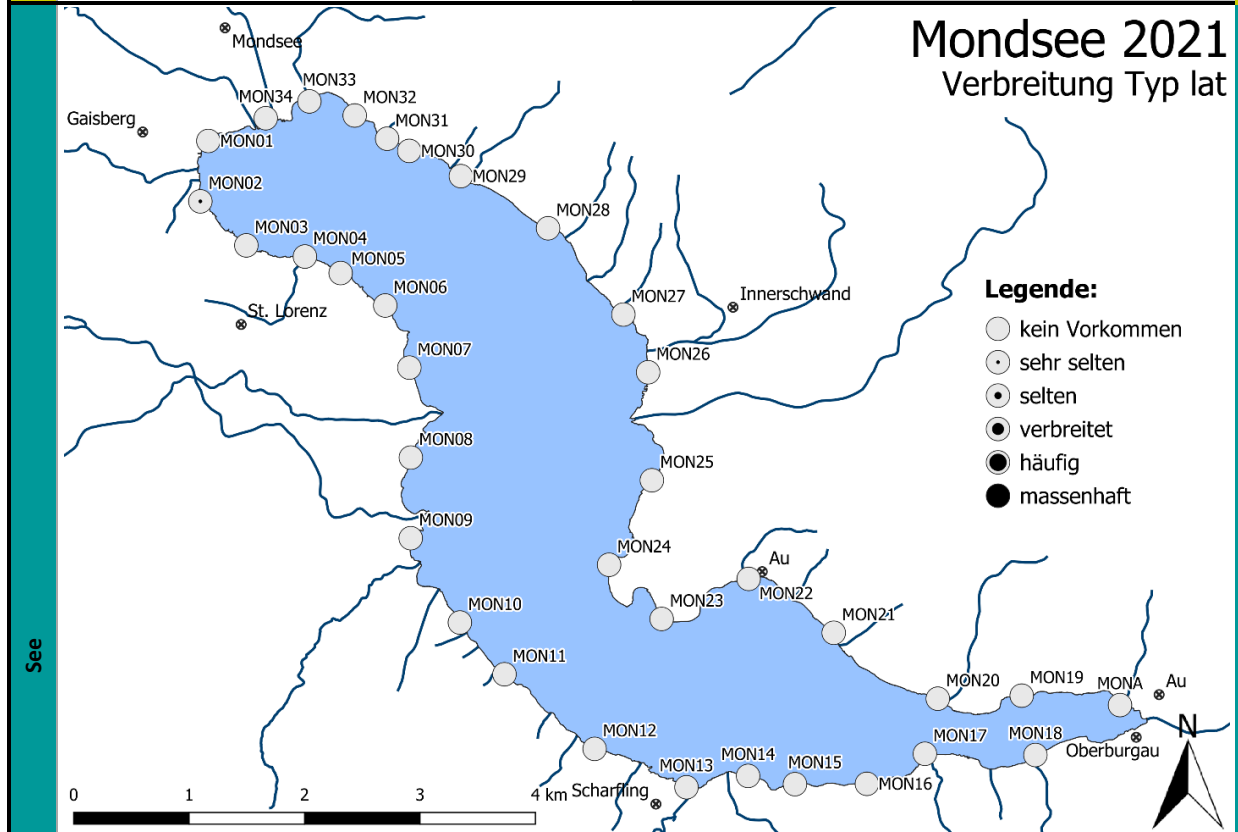 Mondsee 2021
Verbreitung Typ lat
Mondsee
MON33
MON34
MON32
Gaisberg
MON31
MON01
MON30
MON29
MON02
MON28
MON03
MON04
MON05
MON06
MON27
Innerschwand
St. Lorenz
MON07
MON26
Legende:
kein Vorkommen
sehr selten
selten
verbreitet
häufig
massenhaft
MON08
MON25
MON09
MON24
Au
MON22
MON23
MON10
MON21
MON11
MON20
MON19
MONA
Au
N
MON12
MON17
MON18
Oberburgau
MON13
MON14
MON15
MON16
Scharfling
0 1 2 3 4 km
See